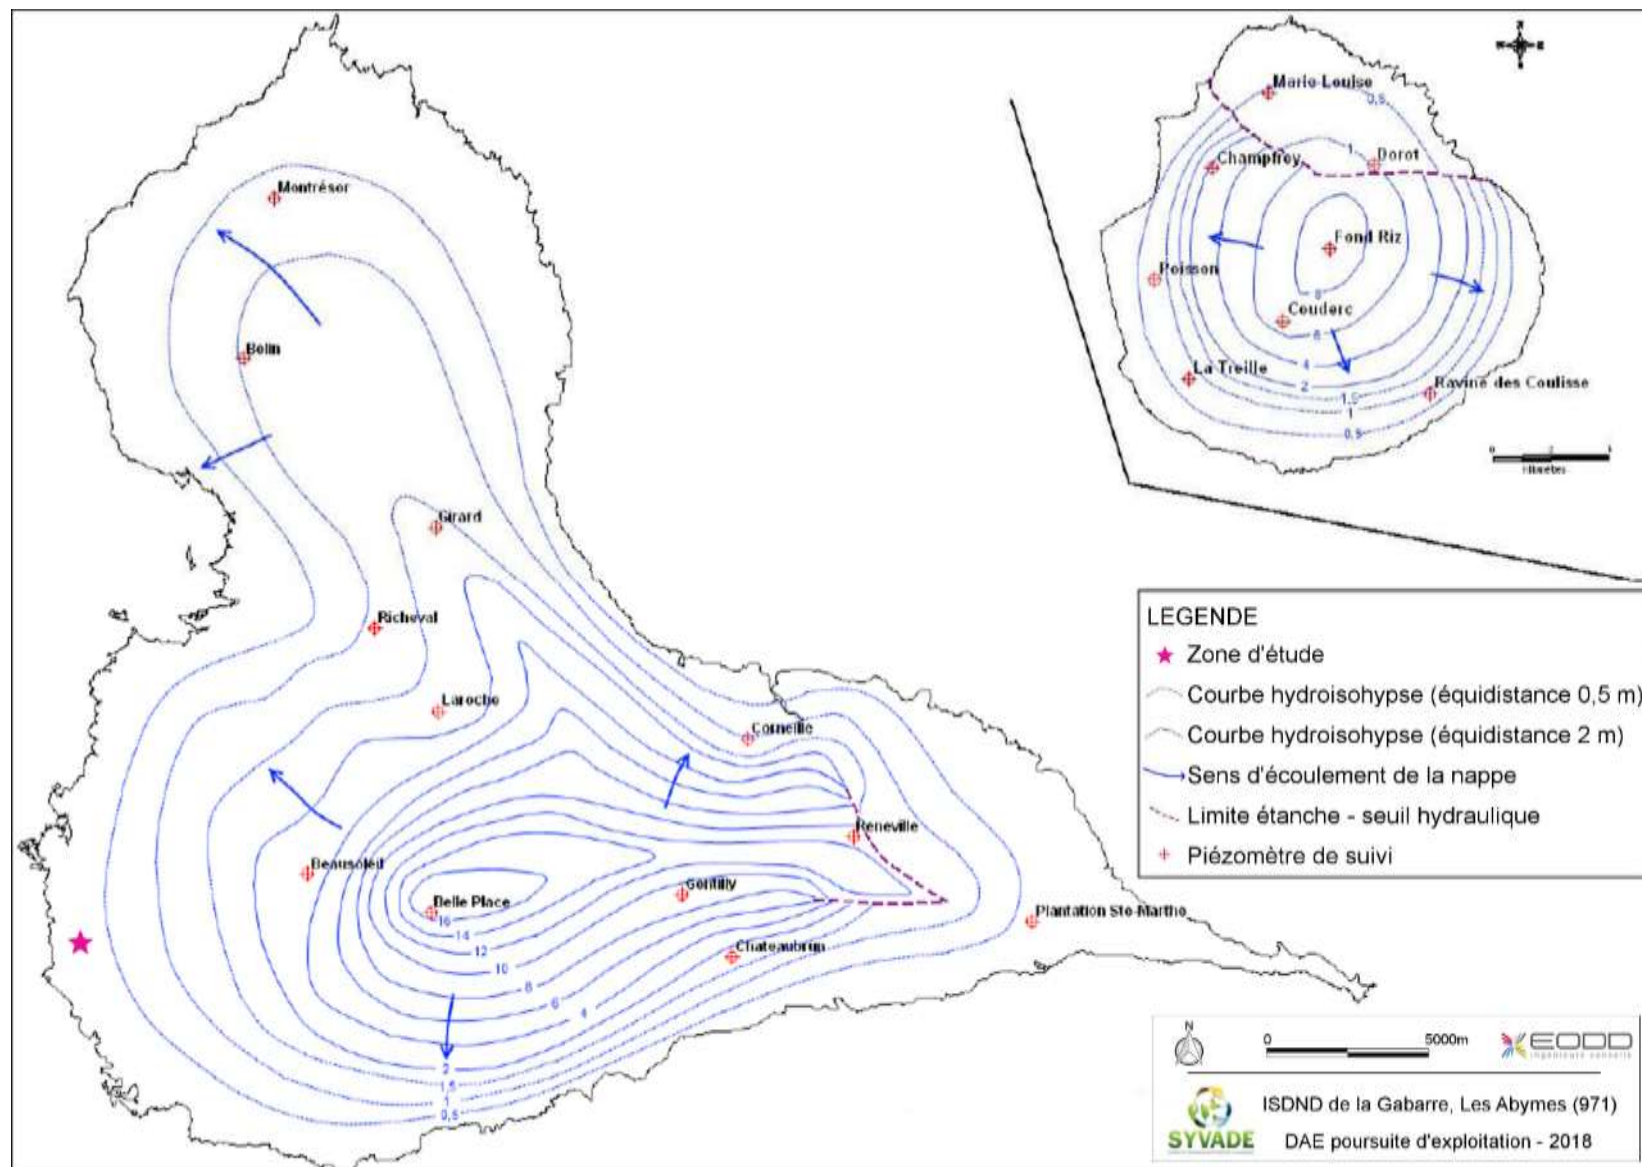 Marie Louise
0,5
Champfrey
1
Dorot
Fond Riz
Poisson
8
Couderc
6
4
La Treille
2
Ravine des Coulisse
1,5
1
0,5
Montrésor
Belin
Girard
Richeval
Laroche
Corneille
Reneville
Beausoleil
Gentilly
Belle Place
16
Plantation Ste-Marthe
14
12
Chateaubrun
10
8
6
4
2
1,5
1
0,5
LEGENDE
Zone d'étude
Courbe hydroisohypse (équidistance 0,5 m)
Courbe hydroisohypse (équidistance 2 m)
Sens d'écoulement de la nappe
Limite étanche - seuil hydraulique
Piézomètre de suivi
N
0 5000m
EODD
ingénieurs conseils
SYVADE
ISDND de la Gabarre, Les Abymes (971)
DAE poursuite d'exploitation - 2018